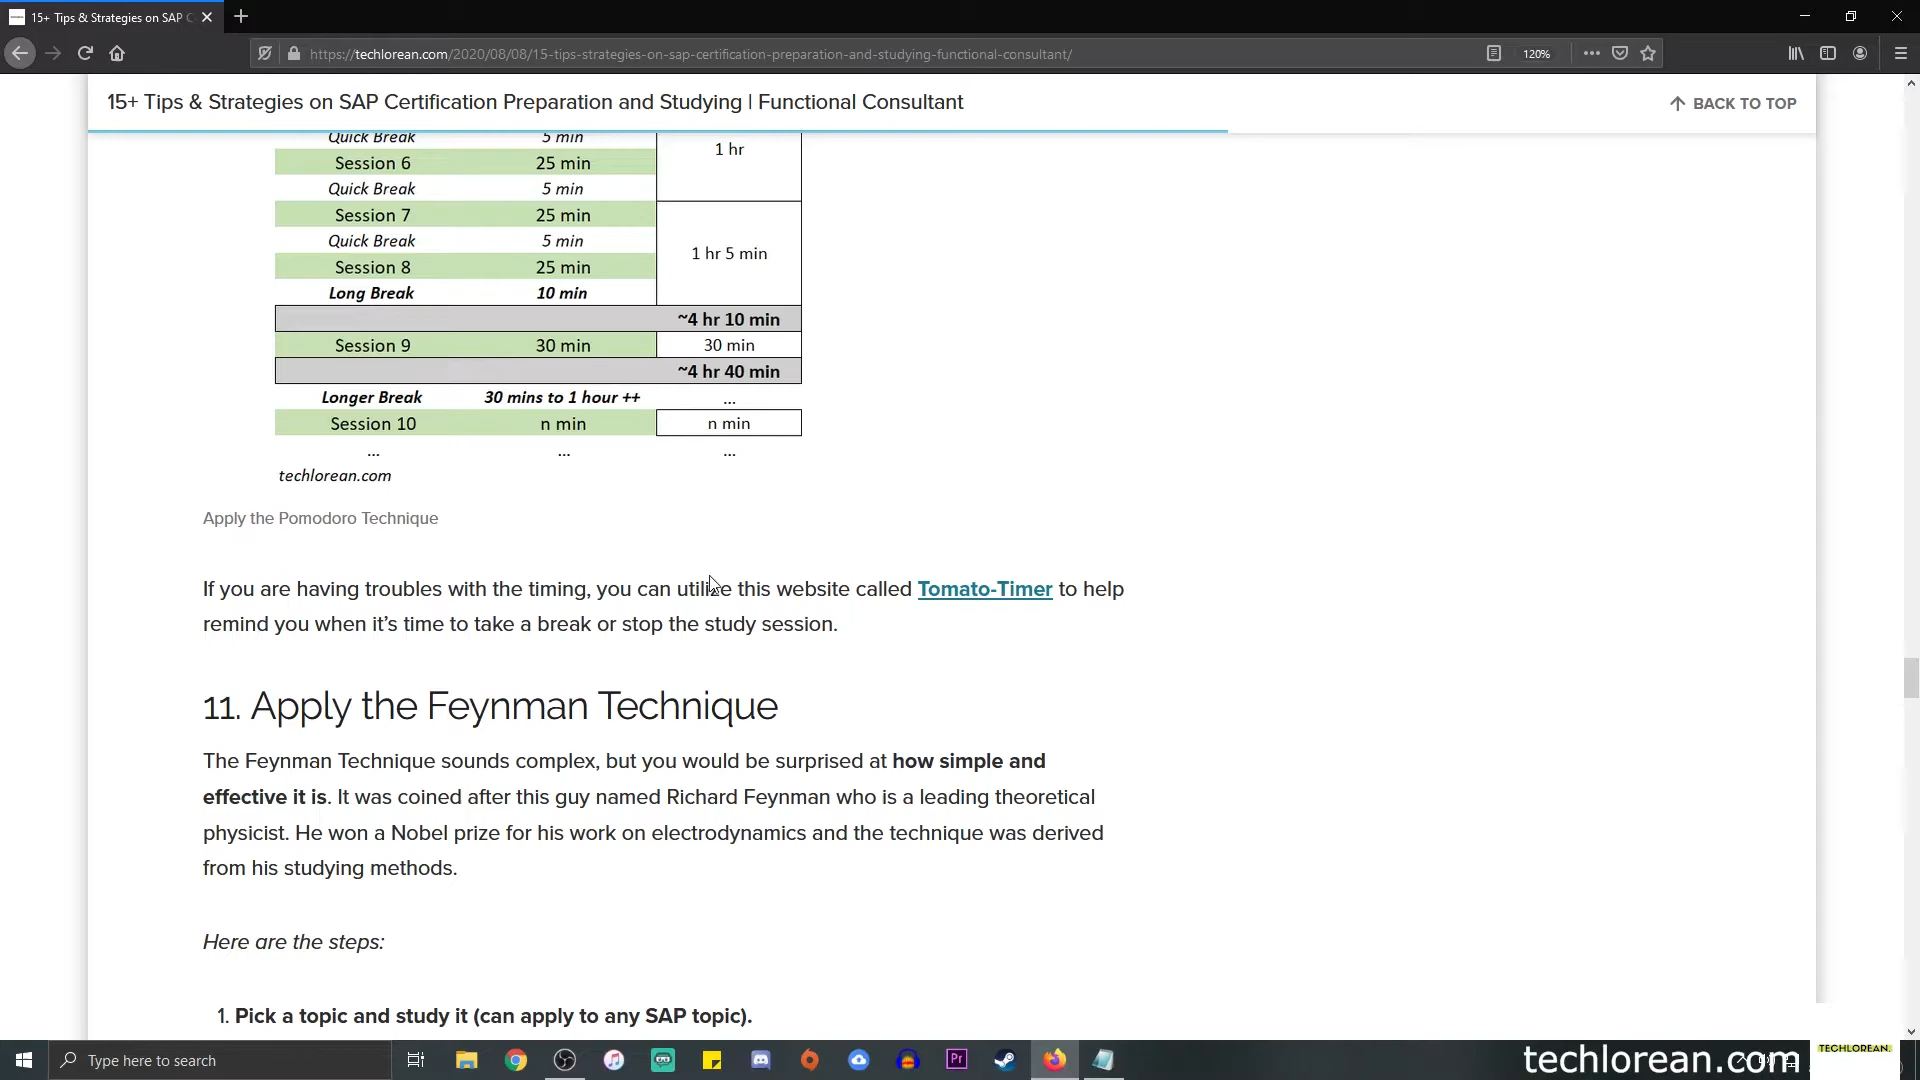 15+ Tips & Strategies on SAP C
https://techlorean.com/2020/08/08/15-tips-strategies-on-sap-certification-preparation-and-studying-functional-consultant/
120%
15+ Tips & Strategies on SAP Certification Preparation and Studying | Functional Consultant
BACK TO TOP
Quick Break 5 min
1 hr
Session 6 25 min
Quick Break 5 min
Session 7 25 min
Quick Break 5 min
1 hr 5 min
Session 8 25 min
Long Break 10 min
~4 hr 10 min
Session 9 30 min 30 min
~4 hr 40 min
Longer Break 30 mins to 1 hour ++ ...
Session 10 n min n min
... ... ...
techlorean.com
Apply the Pomodoro Technique
If you are having troubles with the timing, you can utilize this website called Tomato-Timer to help
remind you when it’s time to take a break or stop the study session.
11. Apply the Feynman Technique
The Feynman Technique sounds complex, but you would be surprised at how simple and
effective it is. It was coined after this guy named Richard Feynman who is a leading theoretical
physicist. He won a Nobel prize for his work on electrodynamics and the technique was derived
from his studying methods.
Here are the steps:
1. Pick a topic and study it (can apply to any SAP topic).
Type here to search
Pr
techlorean.com
TECHLOREAN.